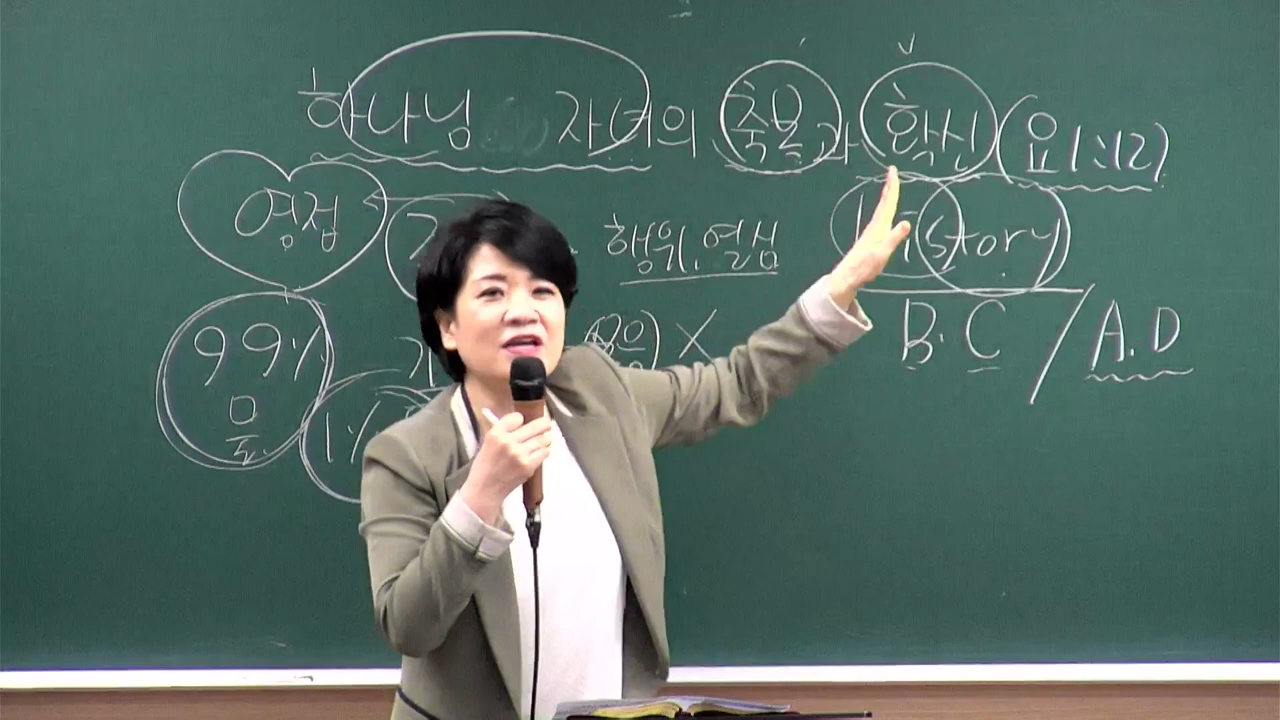 하나님 자녀의 축복과 확신 (요1:12)
영접 행위, 열심 History
99% X B.C / A.D
1%